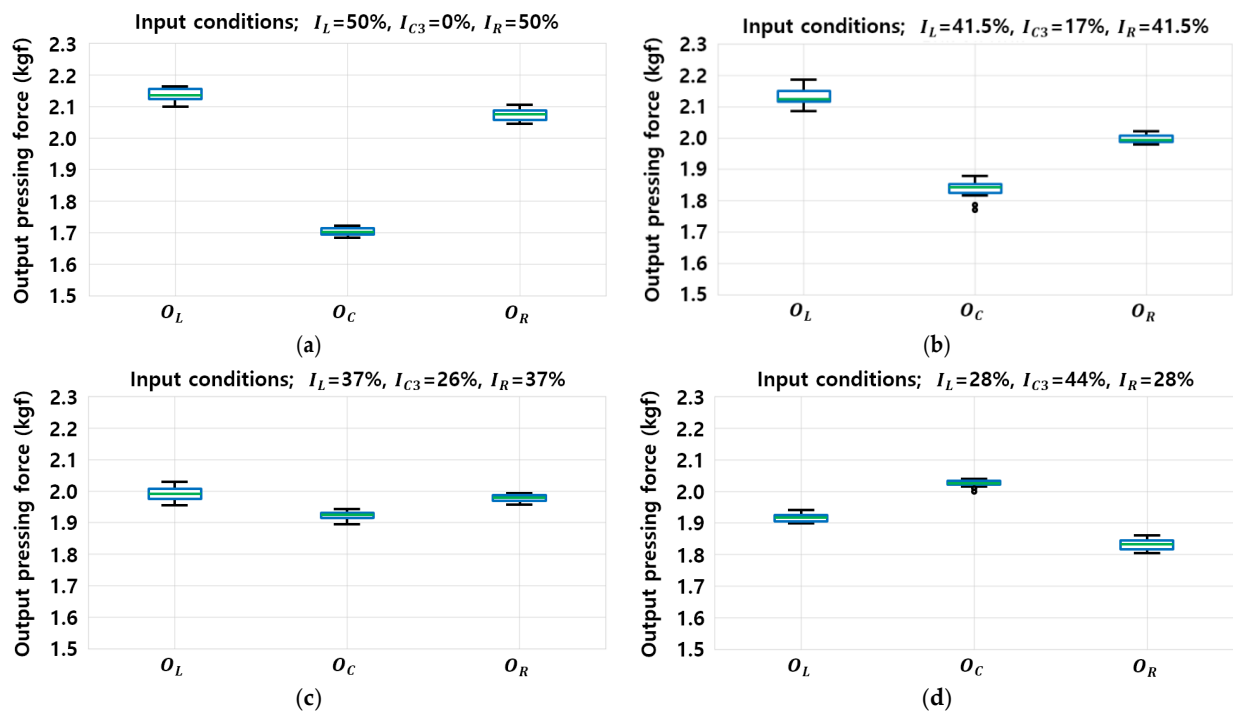 Input conditions; I_L=50%, I_C3=0%, I_R=50%
Output pressing force (kgf)
2.3
2.2
2.1
2.0
1.9
1.8
1.7
1.6
1.5
O_L O_C O_R
(a)
Input conditions; I_L=41.5%, I_C3=17%, I_R=41.5%
Output pressing force (kgf)
2.3
2.2
2.1
2.0
1.9
1.8
1.7
1.6
1.5
O_L O_C O_R
(b)
Input conditions; I_L=37%, I_C3=26%, I_R=37%
Output pressing force (kgf)
2.3
2.2
2.1
2.0
1.9
1.8
1.7
1.6
1.5
O_L O_C O_R
(c)
Input conditions; I_L=28%, I_C3=44%, I_R=28%
Output pressing force (kgf)
2.3
2.2
2.1
2.0
1.9
1.8
1.7
1.6
1.5
O_L O_C O_R
(d)